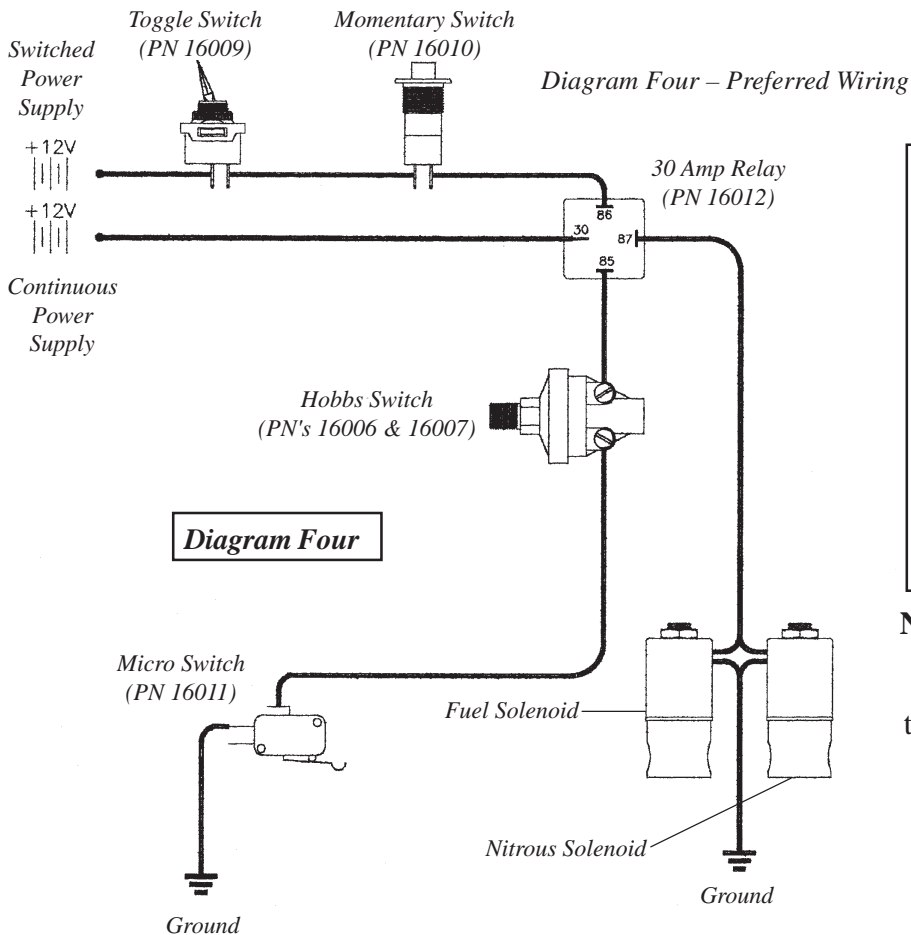 Toggle Switch
(PN 16009)
Momentary Switch
(PN 16010)
Switched
Power
Supply
Diagram Four – Preferred Wiring
+12V
30 Amp Relay
(PN 16012)
86
+12V
30
87
85
Continuous
Power
Supply
Hobbs Switch
(PN's 16006 & 16007)
Diagram Four
N
Micro Switch
(PN 16011)
Fuel Solenoid
t
Nitrous Solenoid
Ground
Ground